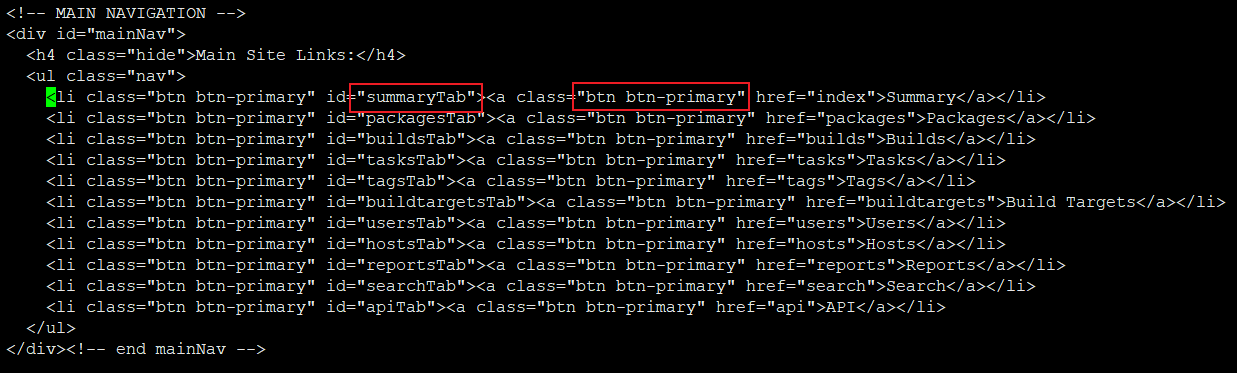 <!-- MAIN NAVIGATION -->
<div id="mainNav">
  <h4 class="hide">Main Site Links:</h4>
  <ul class="nav">
    <li class="btn btn-primary" id="summaryTab"><a class="btn btn-primary" href="index">Summary</a></li>
    <li class="btn btn-primary" id="packagesTab"><a class="btn btn-primary" href="packages">Packages</a></li>
    <li class="btn btn-primary" id="buildsTab"><a class="btn btn-primary" href="builds">Builds</a></li>
    <li class="btn btn-primary" id="tasksTab"><a class="btn btn-primary" href="tasks">Tasks</a></li>
    <li class="btn btn-primary" id="tagsTab"><a class="btn btn-primary" href="tags">Tags</a></li>
    <li class="btn btn-primary" id="buildtargetsTab"><a class="btn btn-primary" href="buildtargets">Build Targets</a></li>
    <li class="btn btn-primary" id="usersTab"><a class="btn btn-primary" href="users">Users</a></li>
    <li class="btn btn-primary" id="hostsTab"><a class="btn btn-primary" href="hosts">Hosts</a></li>
    <li class="btn btn-primary" id="reportsTab"><a class="btn btn-primary" href="reports">Reports</a></li>
    <li class="btn btn-primary" id="searchTab"><a class="btn btn-primary" href="search">Search</a></li>
    <li class="btn btn-primary" id="apiTab"><a class="btn btn-primary" href="api">API</a></li>
  </ul>
</div><!-- end mainNav -->